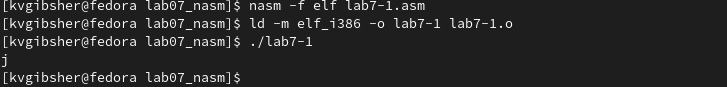 [kvgibsher@fedora lab07_nasm]$ nasm -f elf lab7-1.asm
[kvgibsher@fedora lab07_nasm]$ ld -m elf_i386 -o lab7-1 lab7-1.o
[kvgibsher@fedora lab07_nasm]$ ./lab7-1
j
[kvgibsher@fedora lab07_nasm]$